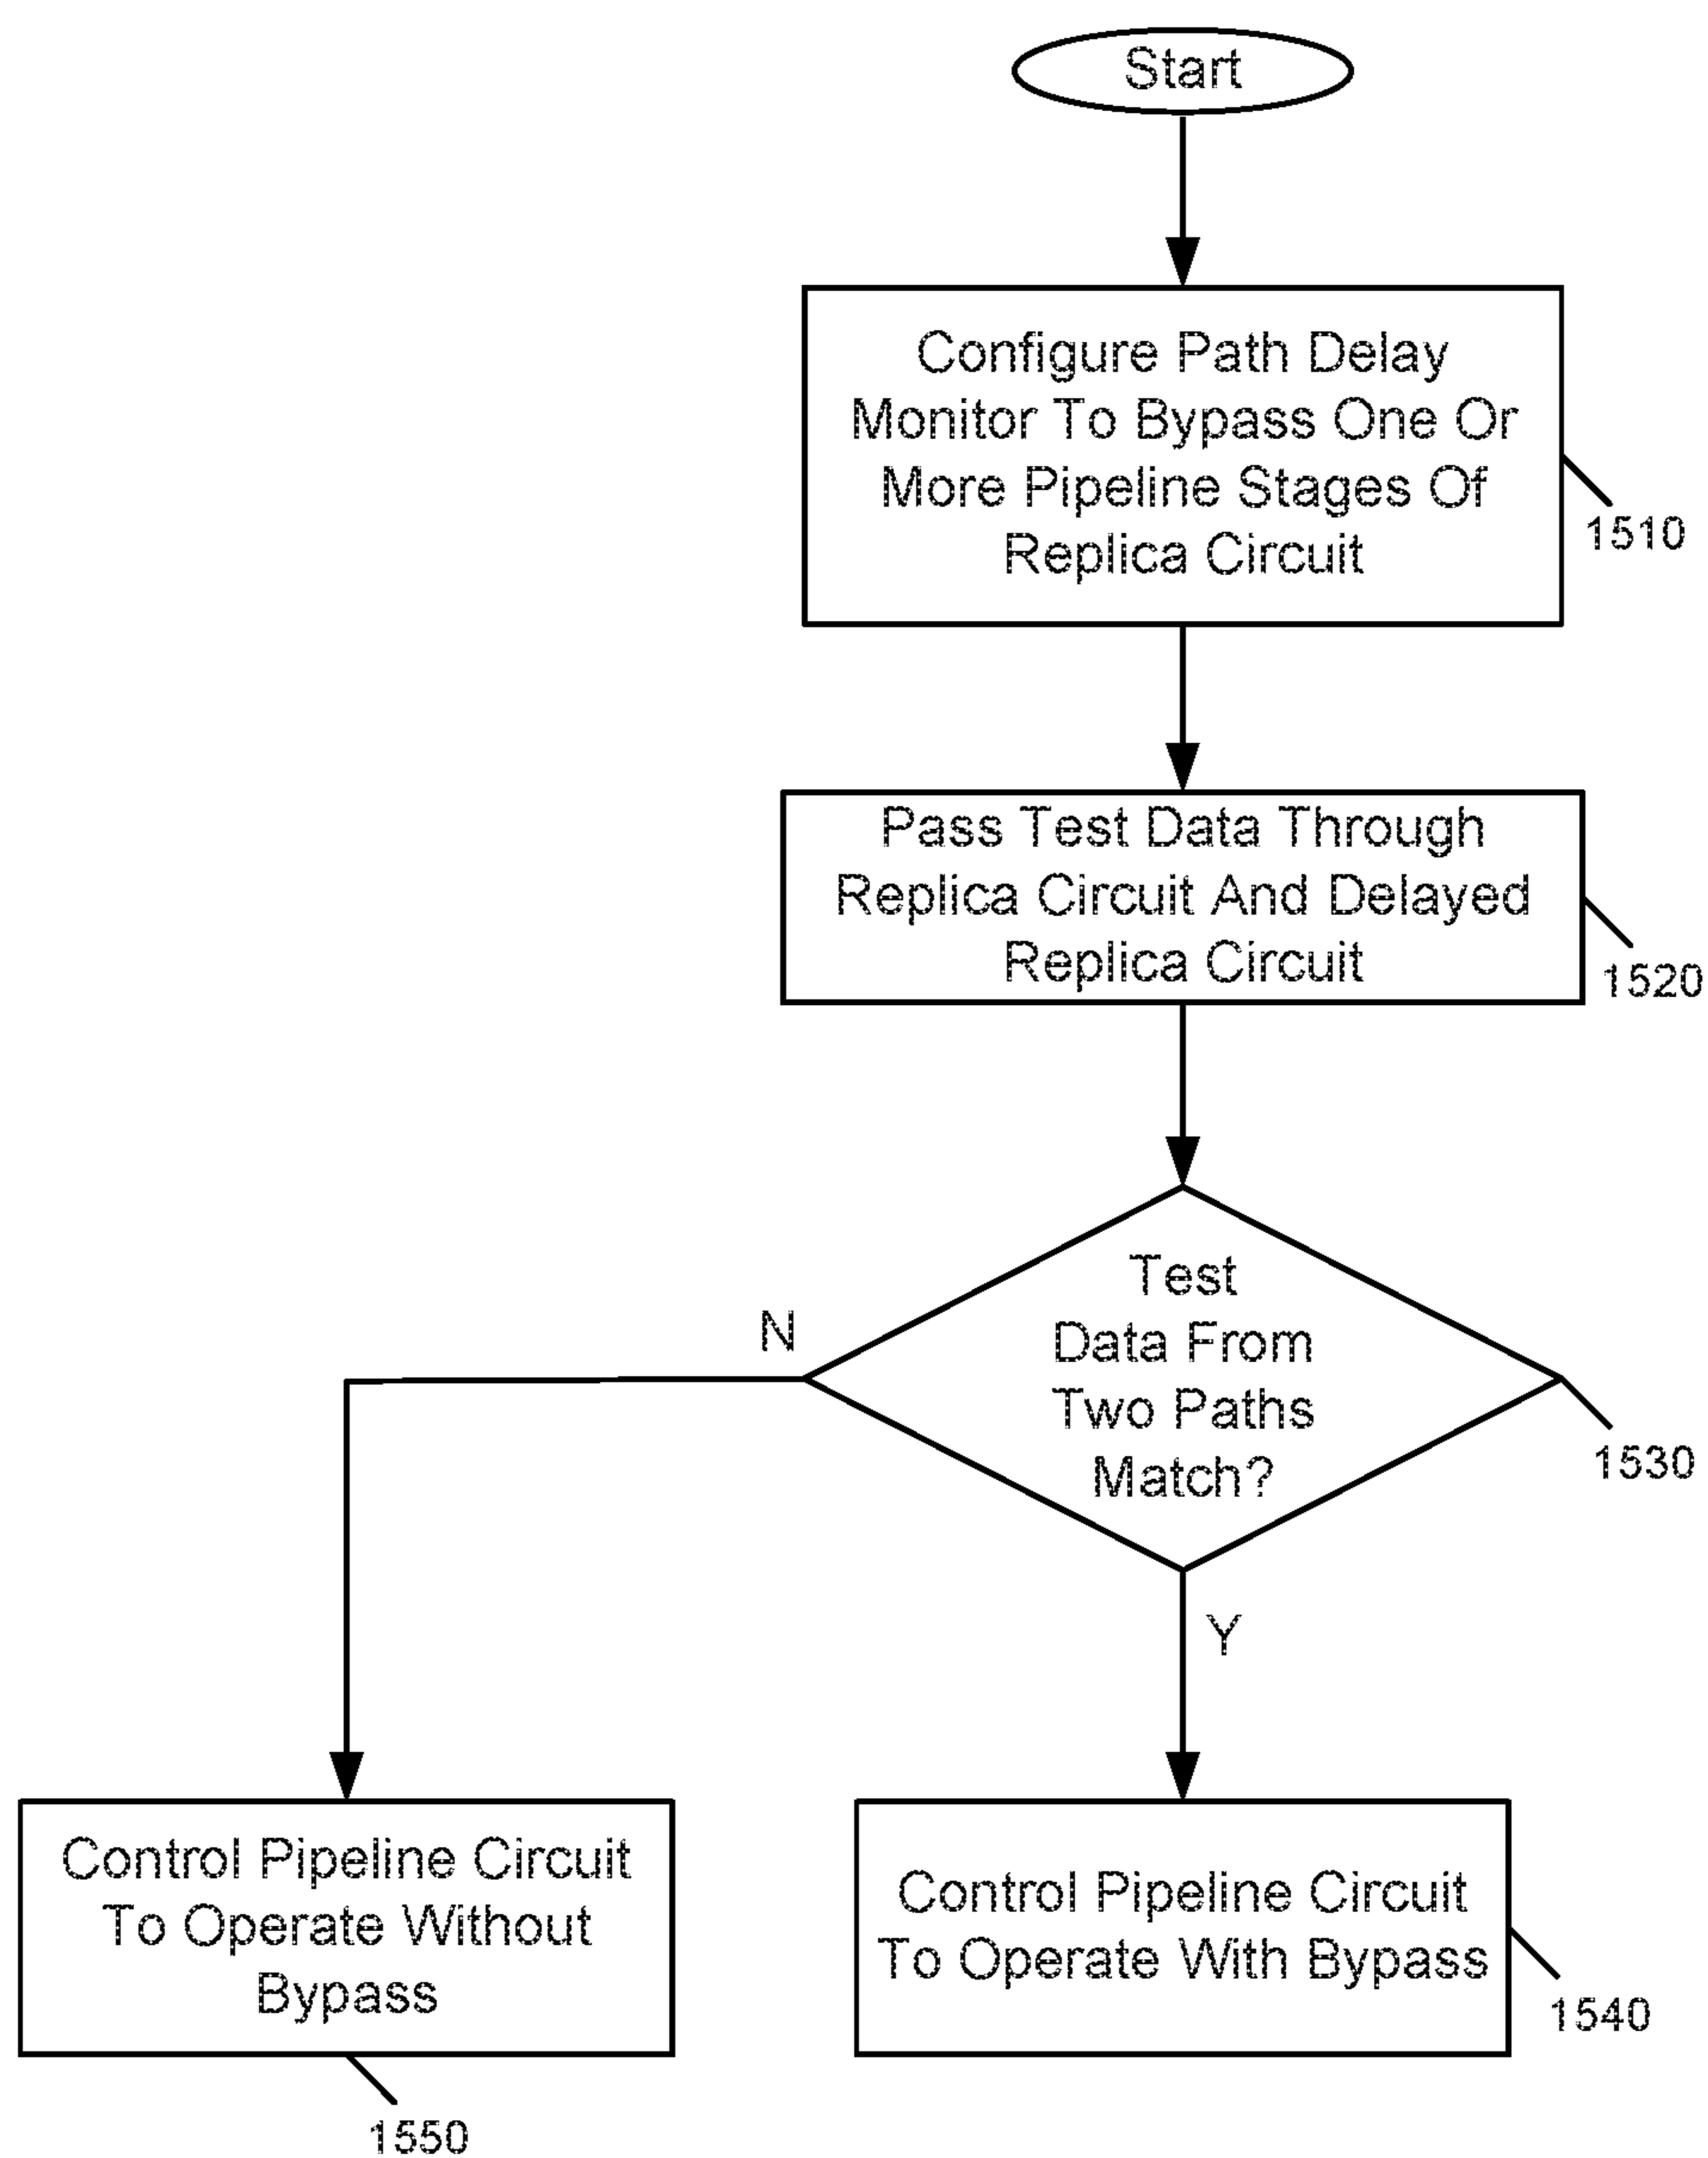 Start
Configure Path Delay
Monitor To Bypass One Or
More Pipeline Stages Of
Replica Circuit
1510
Pass Test Data Through
Replica Circuit And Delayed
Replica Circuit
1520
Test
Data From
Two Paths
Match?
N
1530
Y
Control Pipeline Circuit
To Operate Without
Bypass
1550
Control Pipeline Circuit
To Operate With Bypass
1540